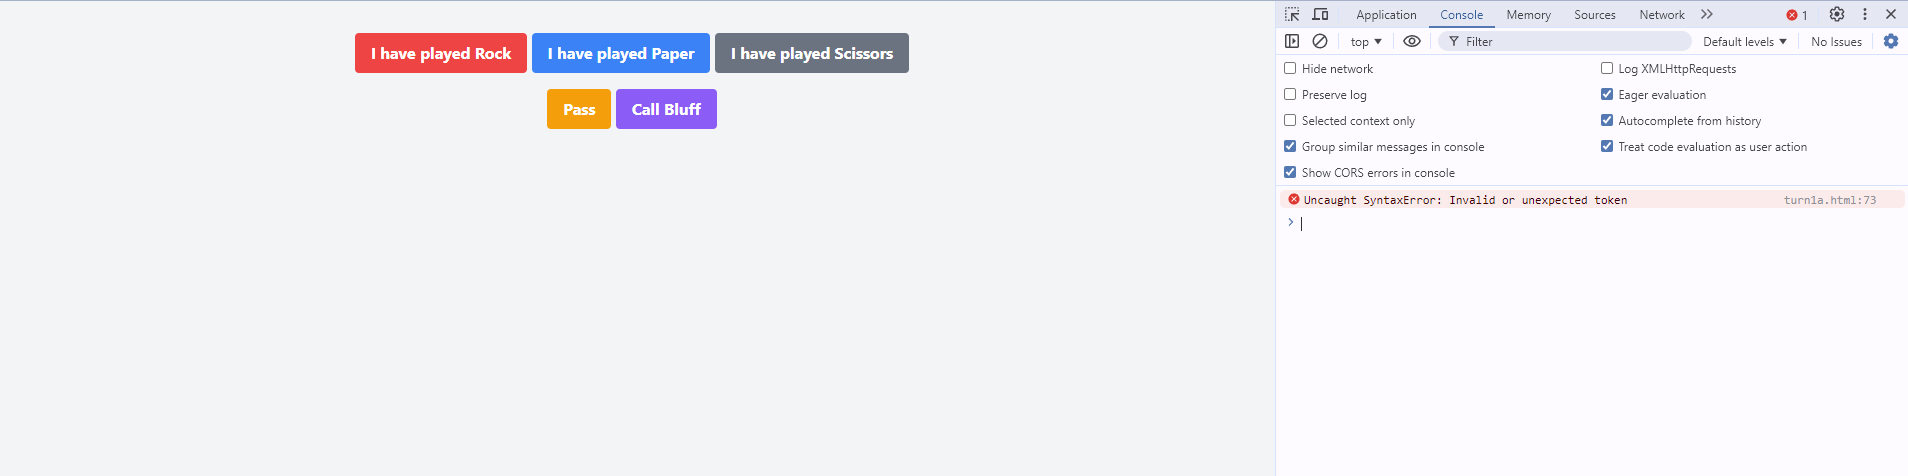 I have played Rock I have played Paper I have played Scissors
Pass Call Bluff
Application Console Memory Sources Network 1
top Filter Default levels No Issues
Hide network Log XMLHttpRequests
Preserve log Eager evaluation
Selected context only Autocomplete from history
Group similar messages in console Treat code evaluation as user action
Show CORS errors in console
Uncaught SyntaxError: Invalid or unexpected token turn1a.html:73